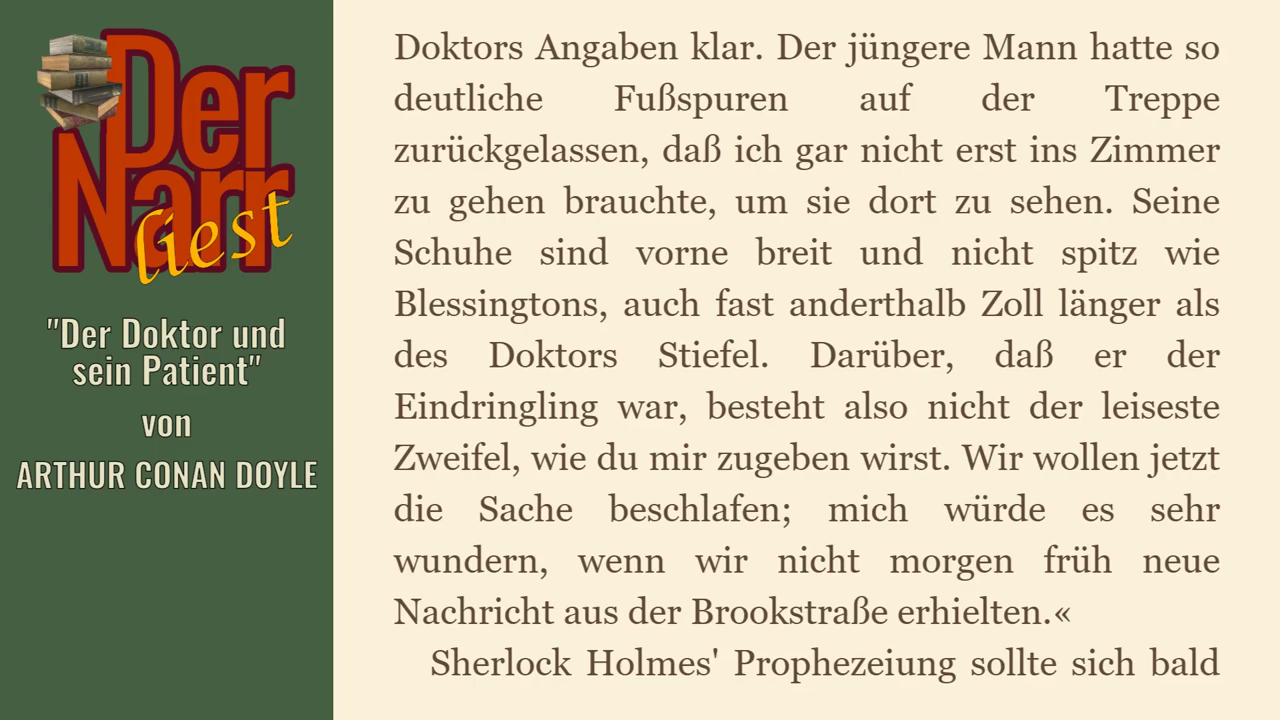 Der
Narr
liest
"Der Doktor und
sein Patient"
von
ARTHUR CONAN DOYLE
Doktors Angaben klar. Der jüngere Mann hatte so
deutliche Fußspuren auf der Treppe
zurückgelassen, daß ich gar nicht erst ins Zimmer
zu gehen brauchte, um sie dort zu sehen. Seine
Schuhe sind vorne breit und nicht spitz wie
Blessingtons, auch fast anderthalb Zoll länger als
des Doktors Stiefel. Darüber, daß er der
Eindringling war, besteht also nicht der leiseste
Zweifel, wie du mir zugeben wirst. Wir wollen jetzt
die Sache beschlafen; mich würde es sehr
wundern, wenn wir nicht morgen früh neue
Nachricht aus der Brookstraße erhielten.«
Sherlock Holmes' Prophezeiung sollte sich bald